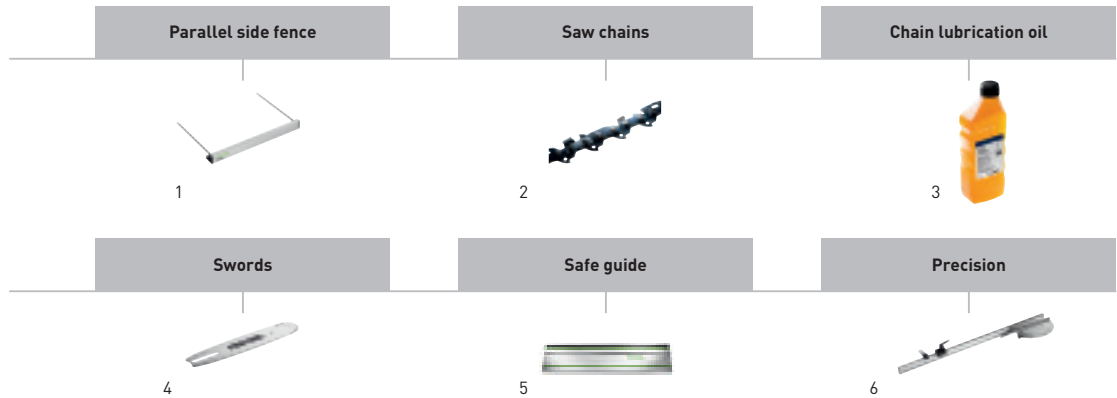 Parallel side fence
Saw chains
Chain lubrication oil
1
2
3
Swords
Safe guide
Precision
4
5
6